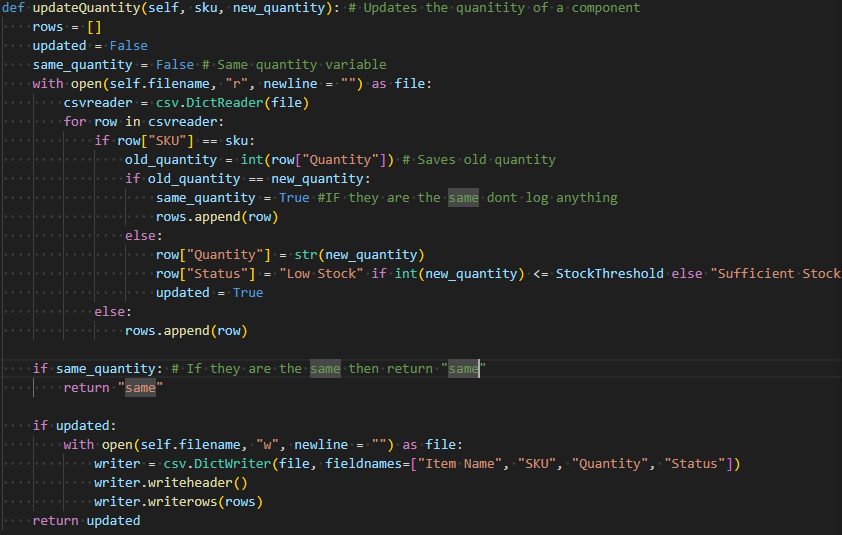 def updateQuantity(self, sku, new_quantity): # Updates the quanitity of a component
    rows = []
    updated = False
    same_quantity = False # Same quantity variable
    with open(self.filename, "r", newline = "") as file:
        csvreader = csv.DictReader(file)
        for row in csvreader:
            if row["SKU"] == sku:
                old_quantity = int(row["Quantity"]) # Saves old quantity
                if old_quantity == new_quantity:
                    same_quantity = True #IF they are the same dont log anything
                    rows.append(row)
                else:
                    row["Quantity"] = str(new_quantity)
                    row["Status"] = "Low Stock" if int(new_quantity) <= StockThreshold else "Sufficient Stock
                    updated = True
            else:
                rows.append(row)

    if same_quantity: # If they are the same then return "same"
        return "same"

    if updated:
        with open(self.filename, "w", newline = "") as file:
            writer = csv.DictWriter(file, fieldnames=["Item Name", "SKU", "Quantity", "Status"])
            writer.writeheader()
            writer.writerows(rows)
    return updated